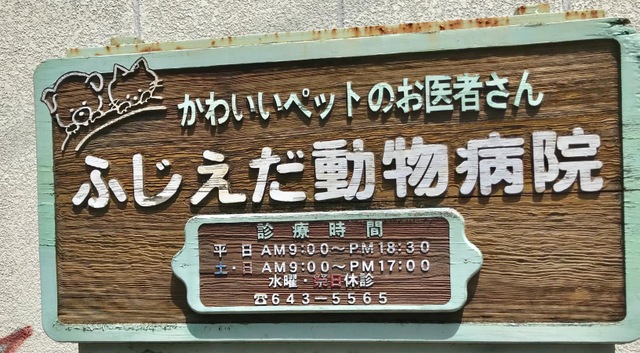 かわいいペットのお医者さん
ふじえだ動物病院
診療時間
平日 AM9:00～PM18:30
土・日 AM9:00～PM17:00
水曜・祭日休診
☎643-5565